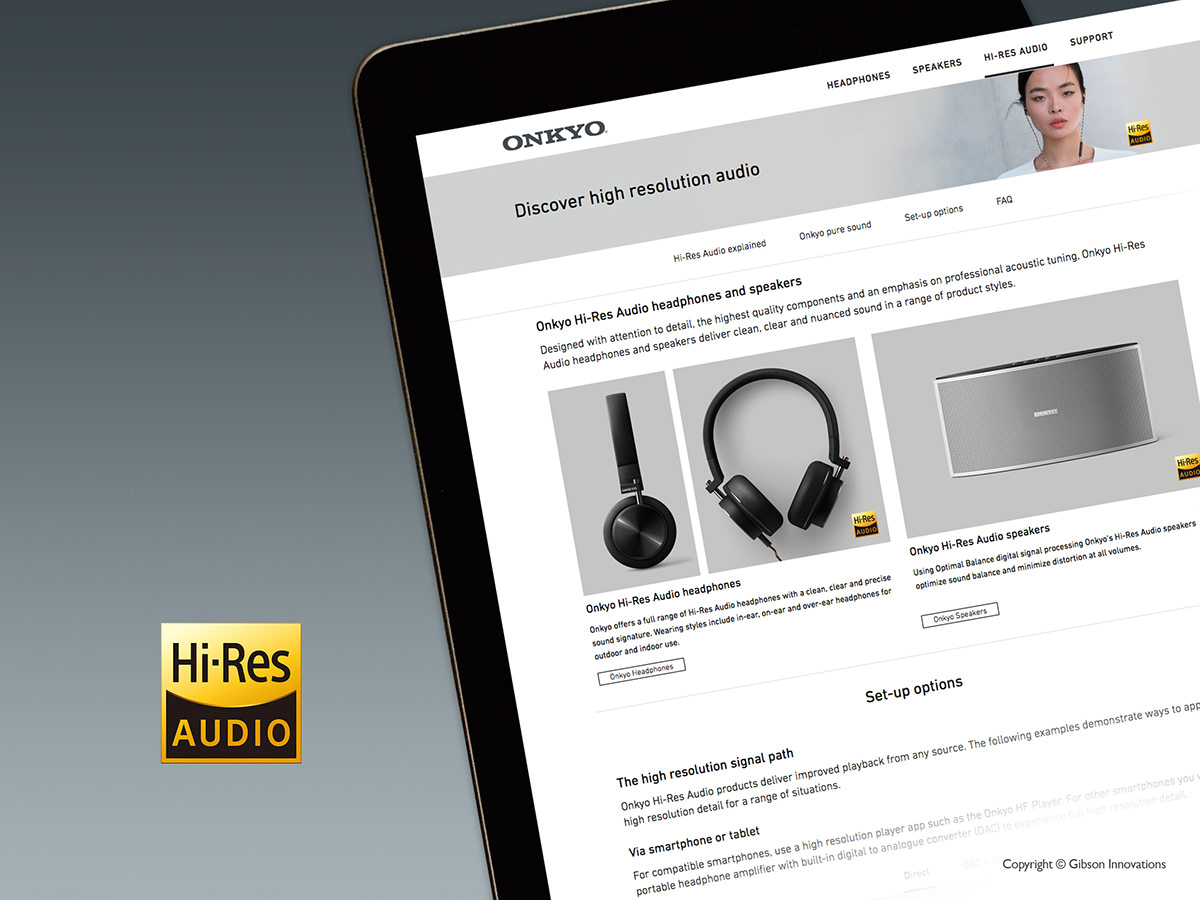 HEADPHONES SPEAKERS HI-RES AUDIO SUPPORT
ONKYO
Hi-Res
AUDIO
Discover high resolution audio
Hi-Res Audio explained Onkyo pure sound Set-up options FAQ
Onkyo Hi-Res Audio headphones and speakers
Designed with attention to detail, the highest quality components and an emphasis on professional acoustic tuning, Onkyo Hi-Res
Audio headphones and speakers deliver clean, clear and nuanced sound in a range of product styles.
Hi-Res
AUDIO
Hi-Res
AUDIO
Onkyo Hi-Res Audio headphones
Onkyo offers a full range of Hi-Res Audio headphones with a clean, clear and precise
sound signature. Wearing styles include in-ear, on-ear and over-ear headphones for
outdoor and indoor use.
Onkyo Headphones
Onkyo Hi-Res Audio speakers
Using Optimal Balance digital signal processing Onkyo's Hi-Res Audio speakers
optimize sound balance and minimize distortion at all volumes.
Onkyo Speakers
Hi-Res
AUDIO
Set-up options
The high resolution signal path
Onkyo Hi-Res Audio products deliver improved playback from any source. The following examples demonstrate ways to app
high resolution detail for a range of situations.
Via smartphone or tablet
For compatible smartphones, use a high resolution player app such as the Onkyo HF Player. For other smartphones you
portable headphone amplifier with built-in digital to analogue converter (DAC) to experience full high resolution detail.
Direct
Copyright © Gibson Innovations